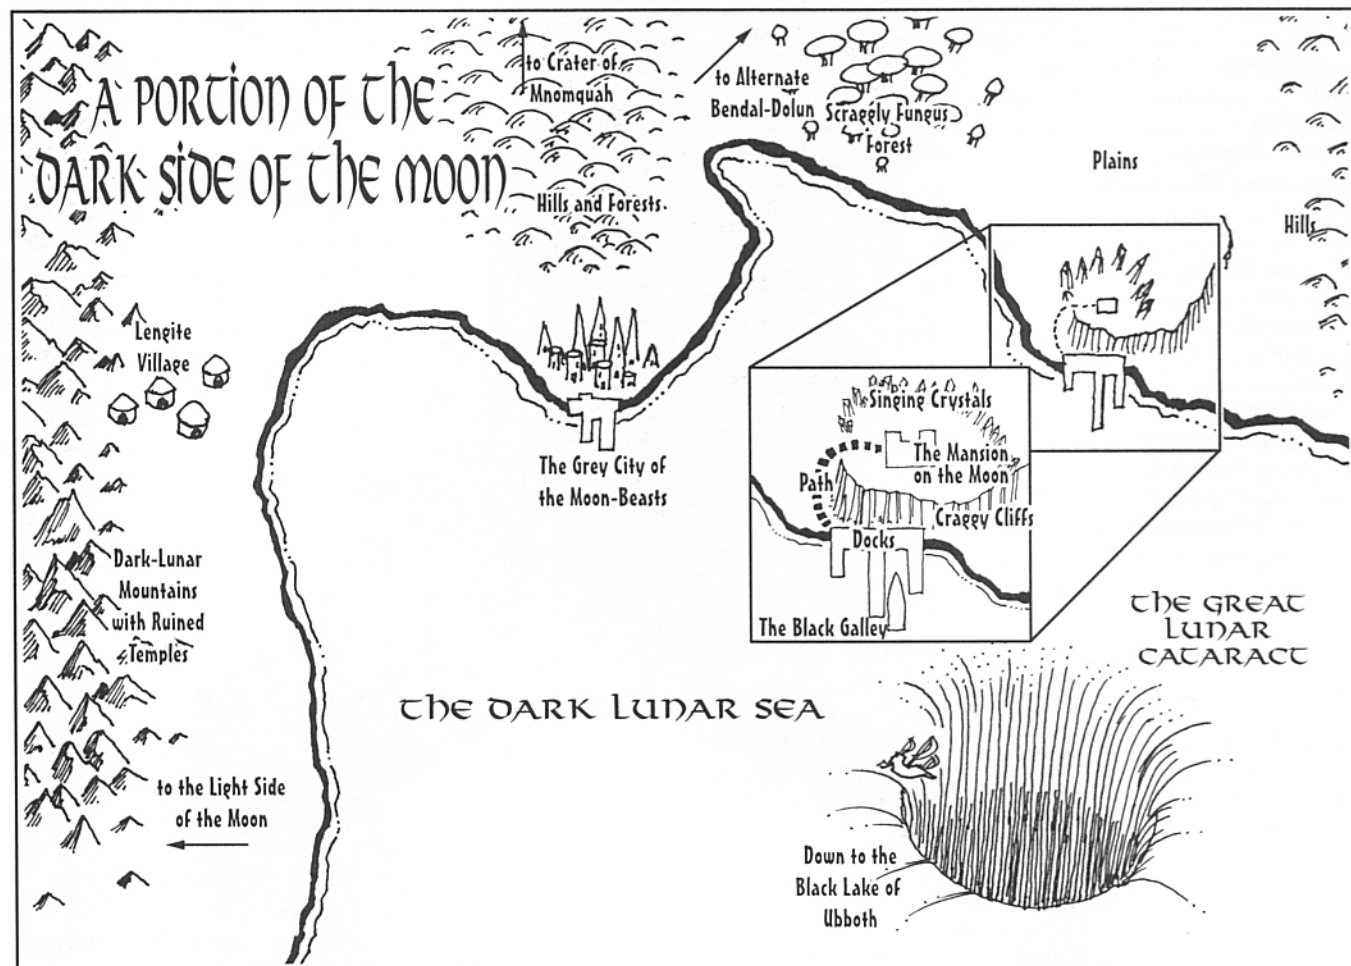 A PORTION OF THE
DARK SIDE OF THE MOON
to Crater of
Mnomquah
to Alternate
Bendal-Dolun
Scraggly Fungus
Forest
Plains
Hills and Forests
Hills
Lengite
Village
The Grey City of
the Moon-Beasts
Singing Crystals
The Mansion
on the Moon
Path
Craggy Cliffs
Docks
The Black Galley
Dark-Lunar
Mountains
with Ruined
Temples
THE GREAT
LUNAR
CATARACT
THE DARK LUNAR SEA
to the Light Side
of the Moon
Down to the
Black Lake of
Ubboth